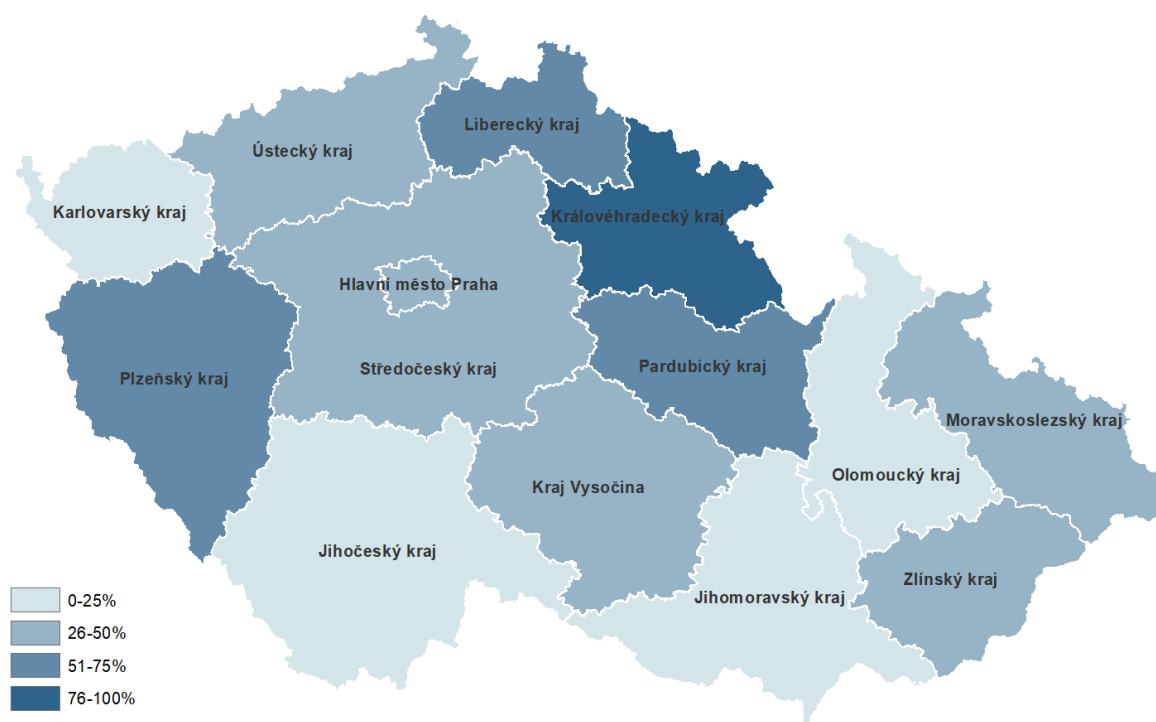 Liberecký kraj
Ústecký kraj
Karlovarský kraj
Královéhradecký kraj
Hlavní město Praha
Středočeský kraj
Pardubický kraj
Plzeňský kraj
Moravskoslezský kraj
Olomoucký kraj
Kraj Vysočina
Jihočeský kraj
Zlínský kraj
Jihomoravský kraj
0-25%
26-50%
51-75%
76-100%